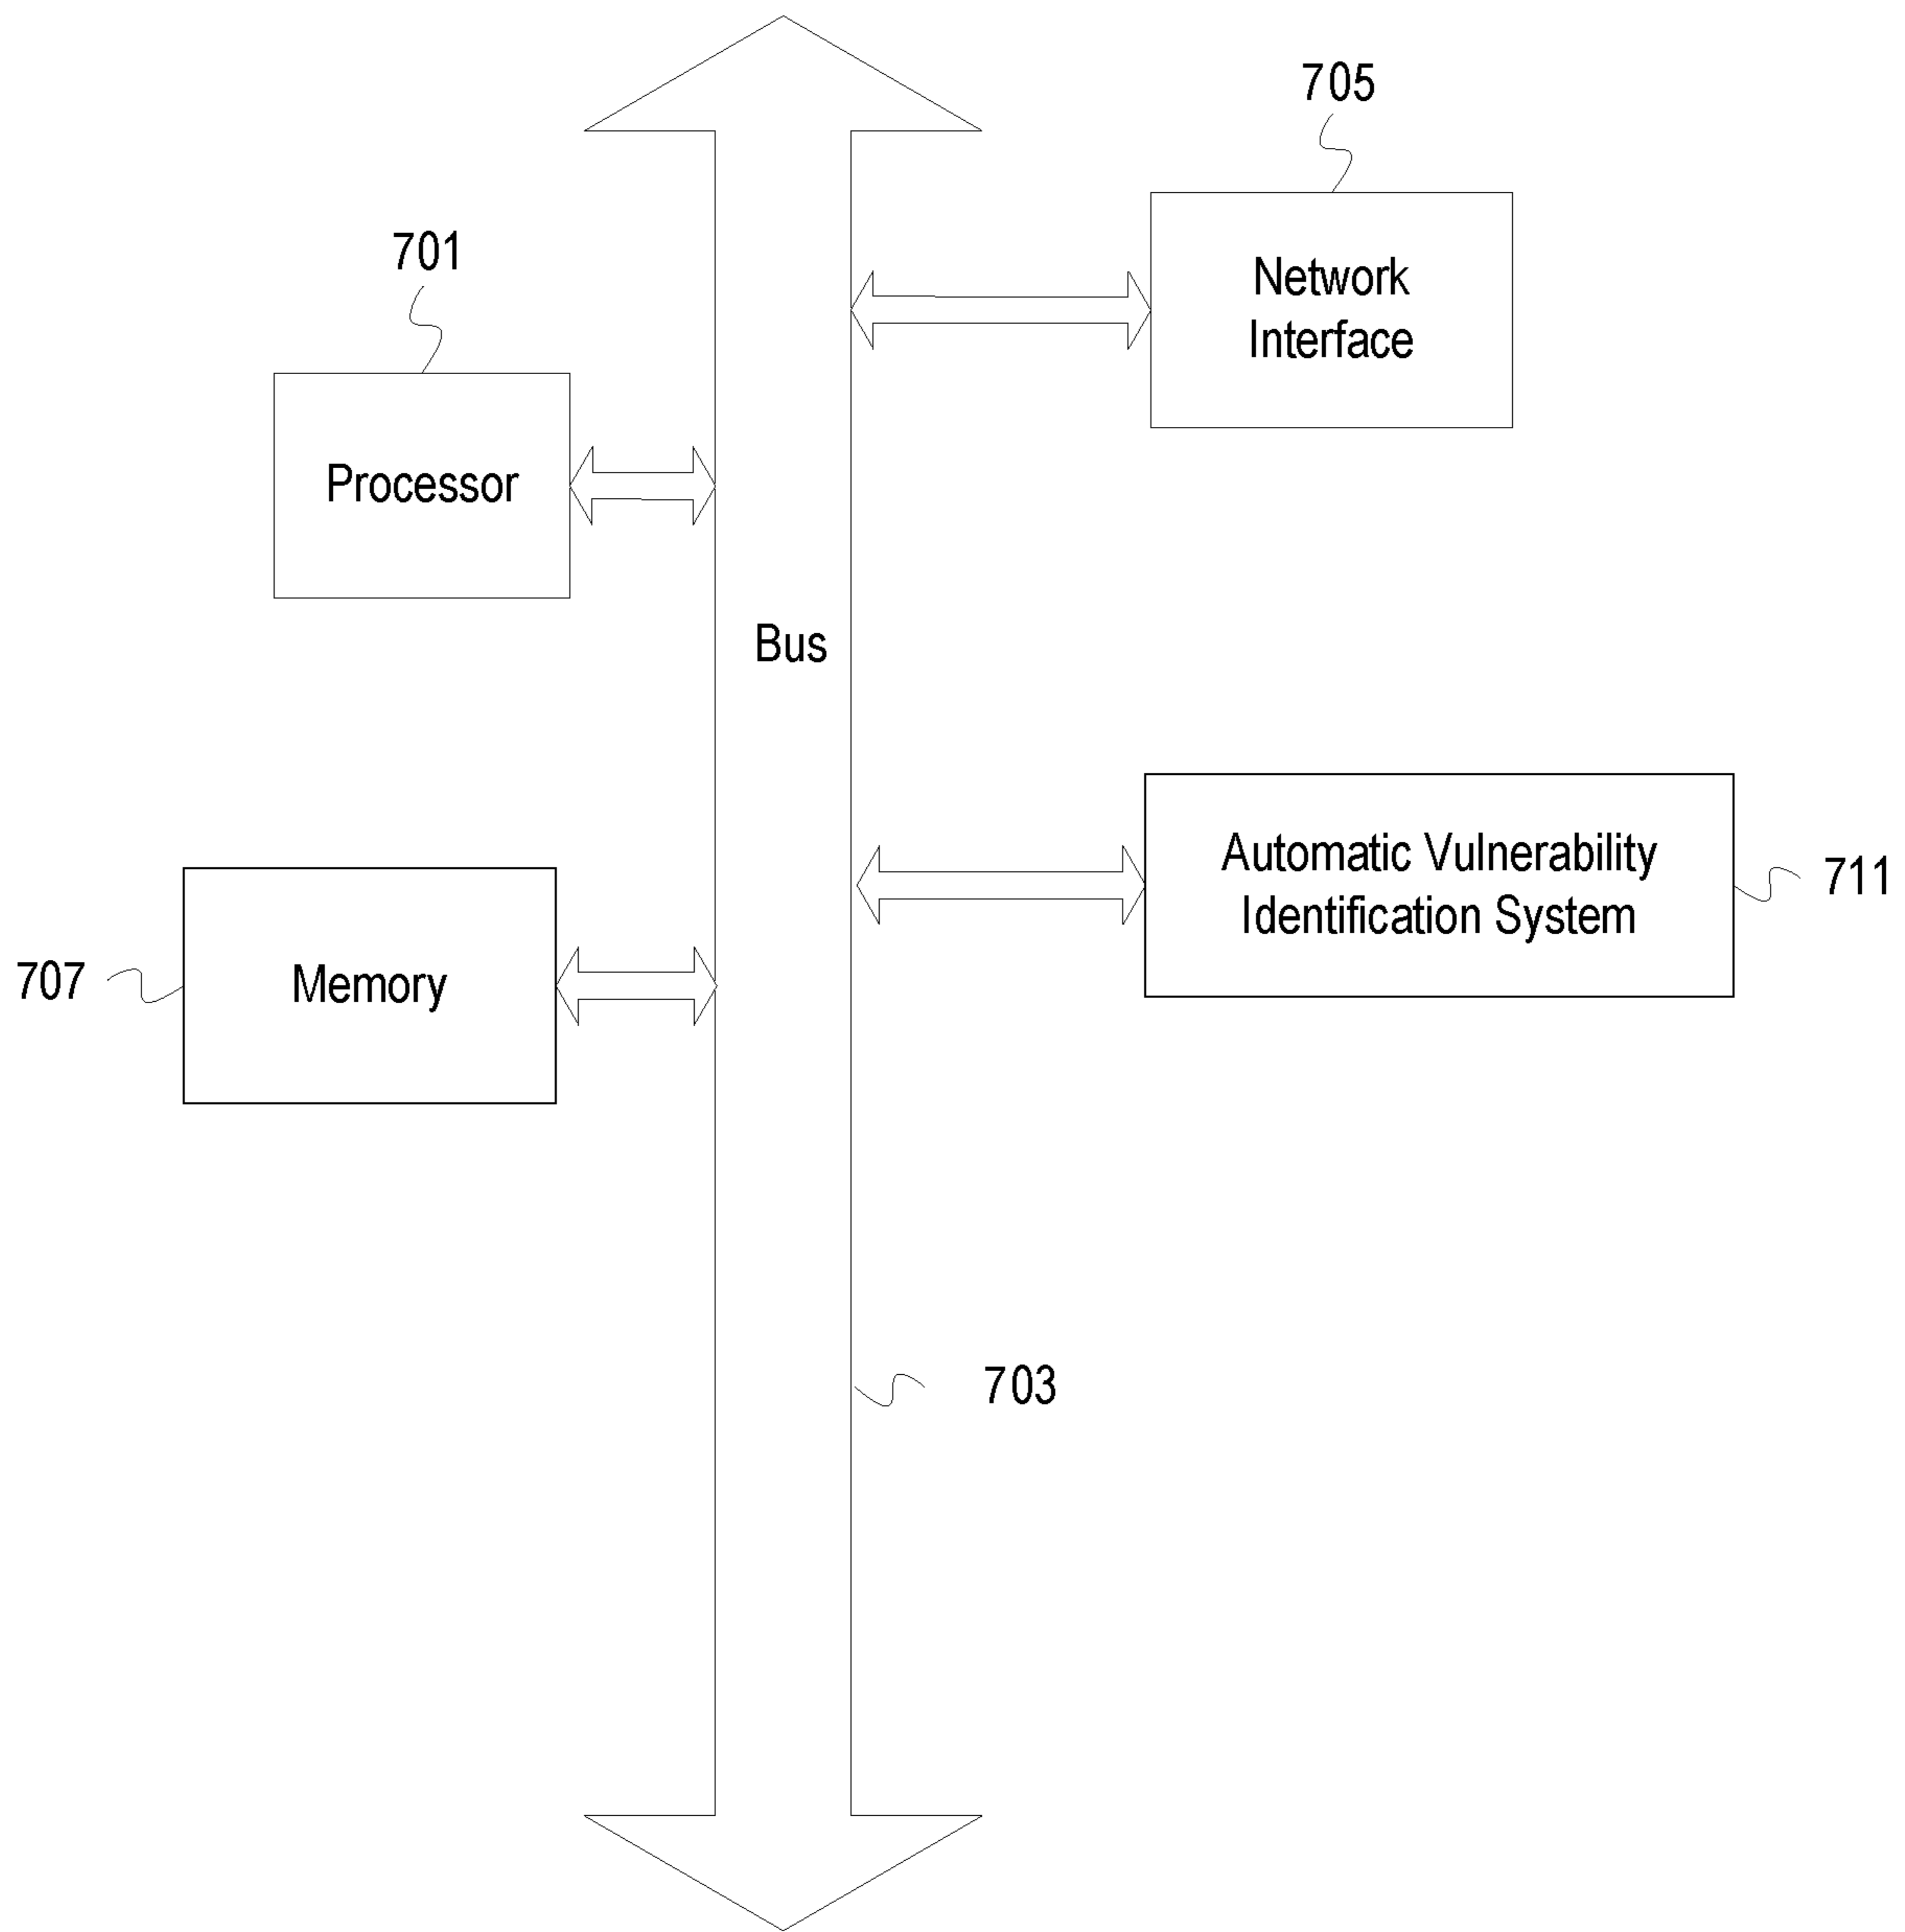 705
701
Network
Interface
Processor
Bus
Automatic Vulnerability
Identification System
711
707
Memory
703